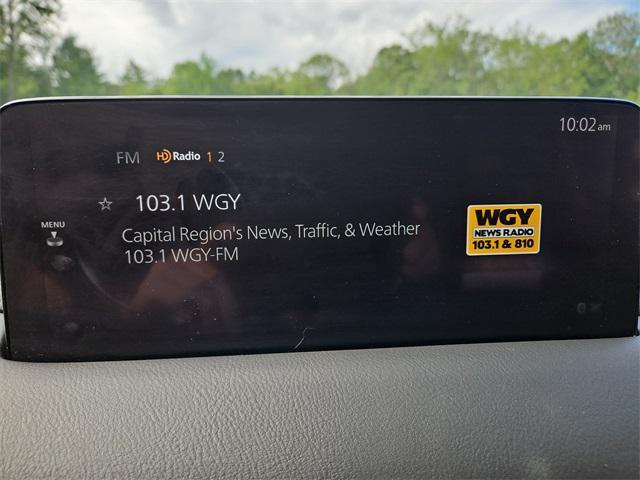 10:02 am
FM HD Radio 1 2
103.1 WGY
MENU
Capital Region's News, Traffic, & Weather
103.1 WGY-FM
WGY
NEWS RADIO
103.1 & 810